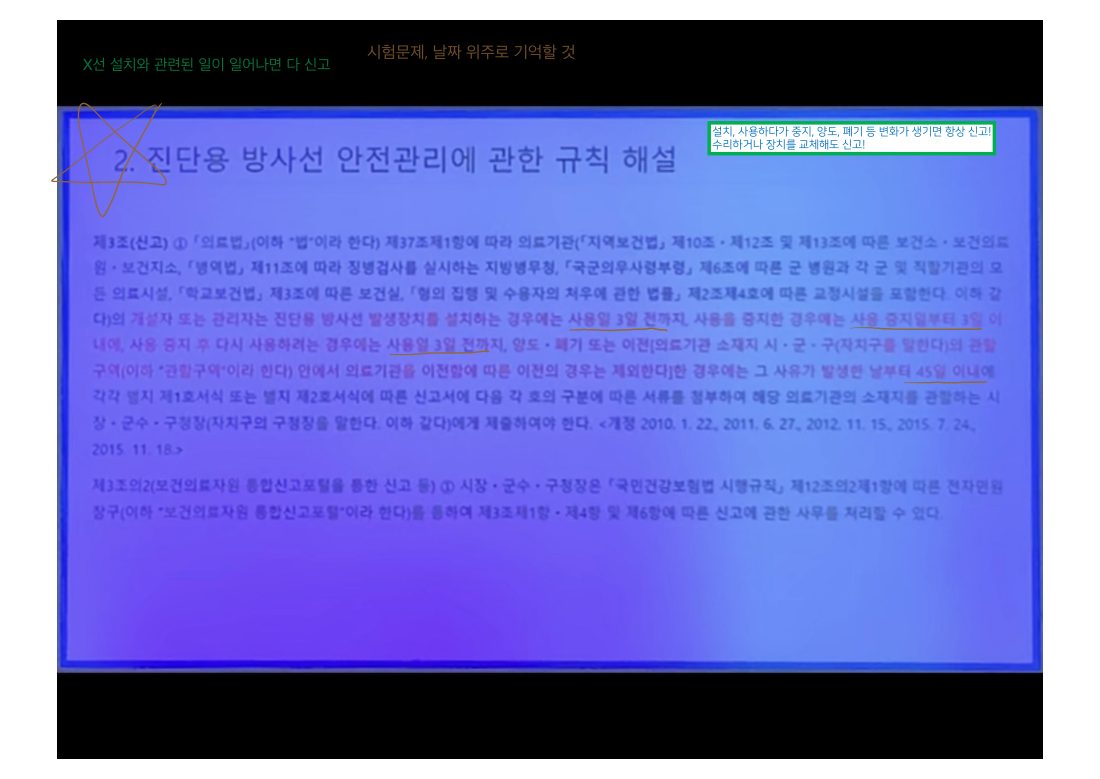 X선 설치와 관련된 일이 일어나면 다 신고
시험문제, 날짜 위주로 기억할 것
설치, 사용하다가 중지, 양도, 폐기 등 변화가 생기면 항상 신고!
수리하거나 장치를 교체해도 신고!
2. 진단용 방사선 안전관리에 관한 규칙 해설
제3조(신고) ① 「의료법」(이하 "법"이라 한다) 제37조제1항에 따라 의료기관(「지역보건법」 제10조・제12조 및 제13조에 따른 보건소・보건의료
원・보건지소, 「병역법」 제11조에 따라 징병검사를 실시하는 지방병무청, 「국군의무사령부령」 제6조에 따른 군 병원과 각 군 및 직할기관의 모
든 의료시설, 「학교보건법」 제3조에 따른 보건실, 「형의 집행 및 수용자의 처우에 관한 법률」 제2조제4호에 따른 교정시설을 포함한다. 이하 같
다)의 개설자 또는 관리자는 진단용 방사선 발생장치를 설치하는 경우에는 사용일 3일 전까지, 사용을 중지한 경우에는 사용 중지일부터 3일 이
내에, 사용 중지 후 다시 사용하려는 경우에는 사용일 3일 전까지, 양도・폐기 또는 이전[의료기관 소재지 시・군・구(자치구를 말한다)의 관할
구역(이하 "관할구역"이라 한다) 안에서 의료기관을 이전함에 따른 이전의 경우는 제외한다]한 경우에는 그 사유가 발생한 날부터 45일 이내에
각각 별지 제1호서식 또는 별지 제2호서식에 따른 신고서에 다음 각 호의 구분에 따른 서류를 첨부하여 해당 의료기관의 소재지를 관할하는 시
장・군수・구청장(자치구의 구청장을 말한다. 이하 같다)에게 제출하여야 한다. <개정 2010. 1. 22., 2011. 6. 27., 2012. 11. 15., 2015. 7. 24.,
2015. 11. 18.>
제3조의2(보건의료자원 통합신고포털을 통한 신고 등) ① 시장・군수・구청장은 「국민건강보험법 시행규칙」 제12조의2제1항에 따른 전자민원
창구(이하 "보건의료자원 통합신고포털"이라 한다)를 통하여 제3조제1항・제4항 및 제6항에 따른 신고에 관한 사무를 처리할 수 있다.